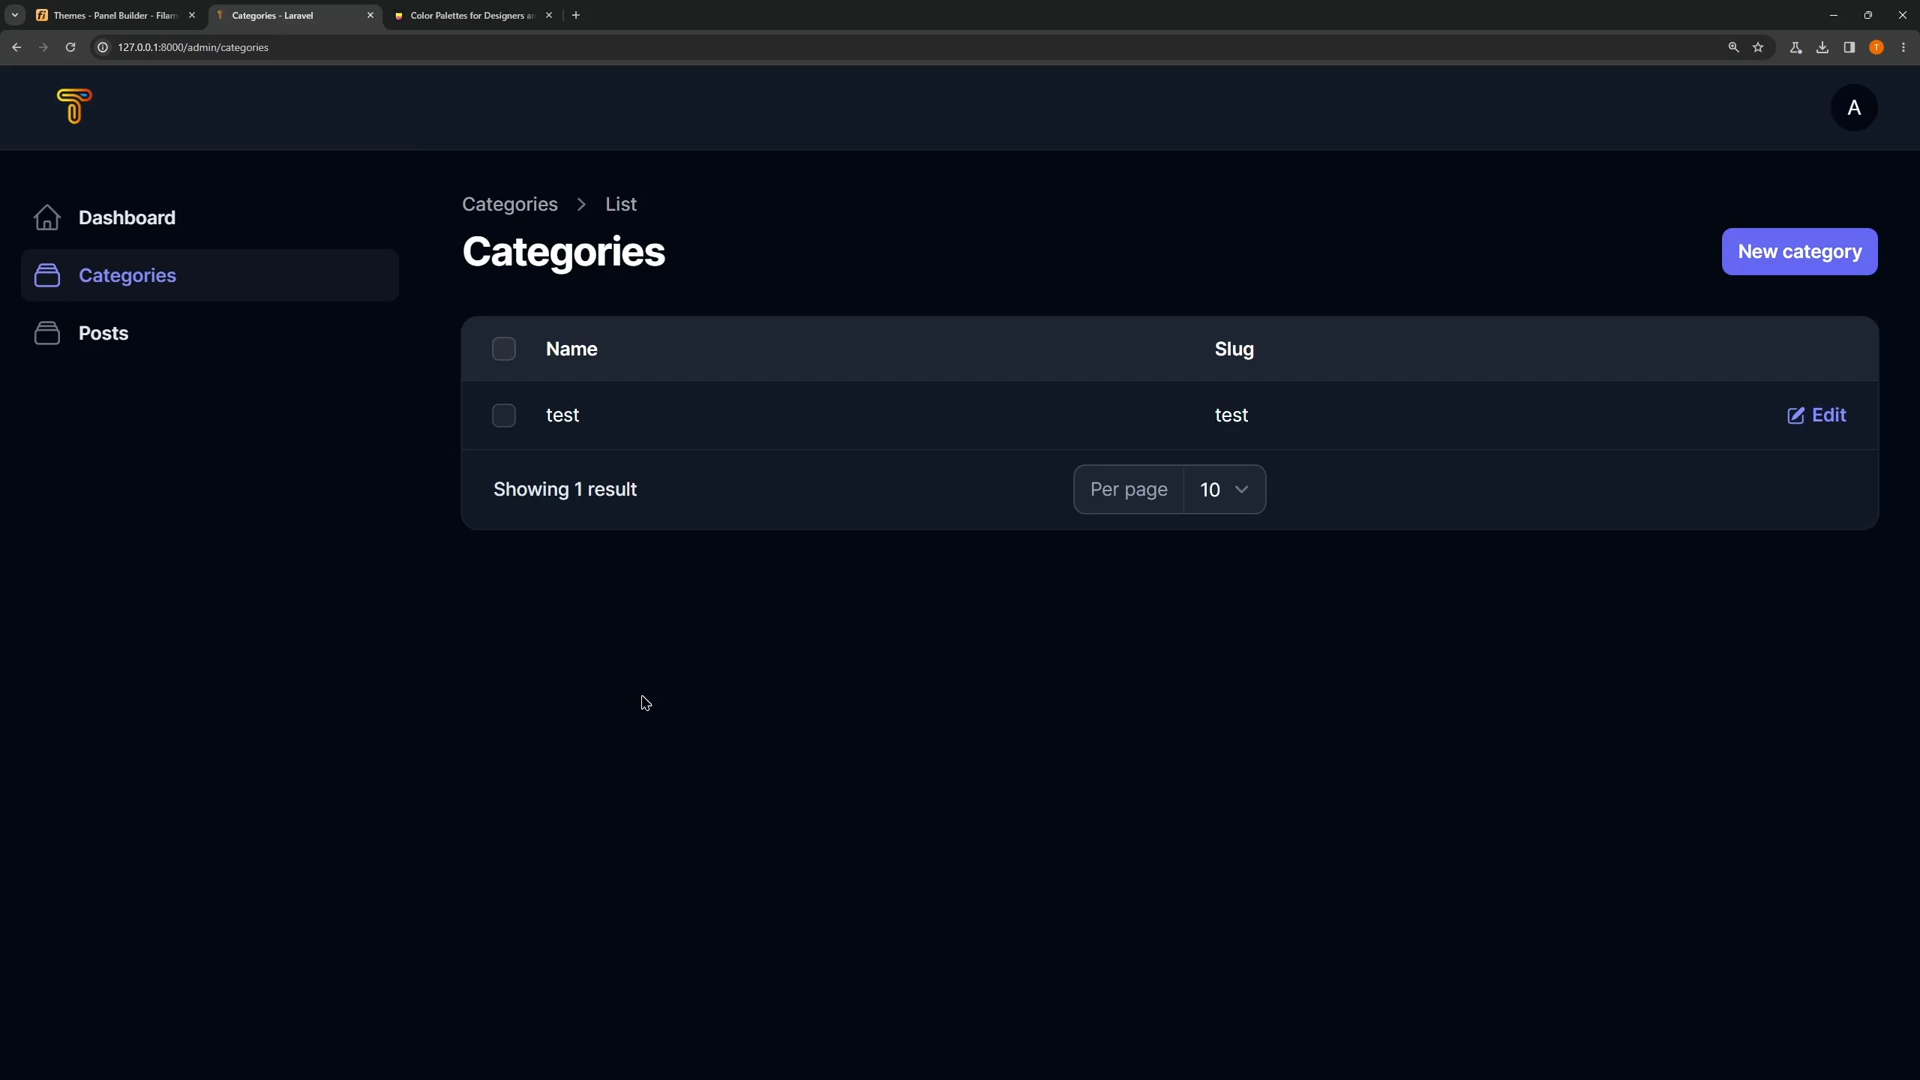 Themes - Panel Builder - Filam
Categories - Laravel
Color Palettes for Designers an
127.0.0.1:8000/admin/categories
T
A
Dashboard
Categories
Posts
Categories > List
Categories
New category
Name Slug
test test Edit
Showing 1 result
Per page 10